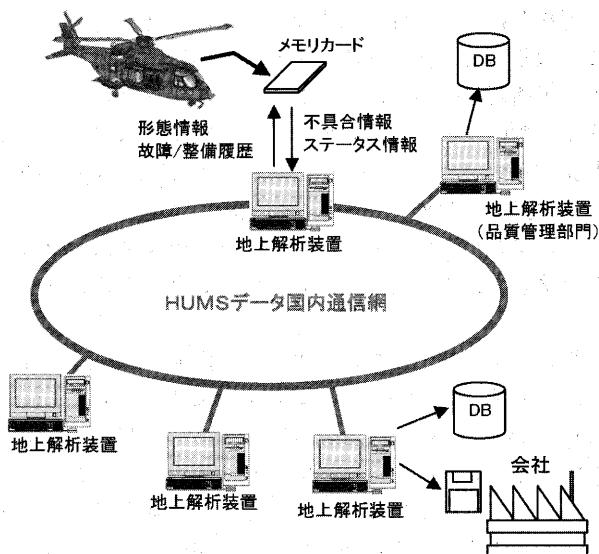 メモリカード
DB
形態情報
故障/整備履歴
不具合情報
ステータス情報
地上解析装置
地上解析装置
(品質管理部門)
HUMSデータ国内通信網
地上解析装置
地上解析装置
地上解析装置
DB
会社